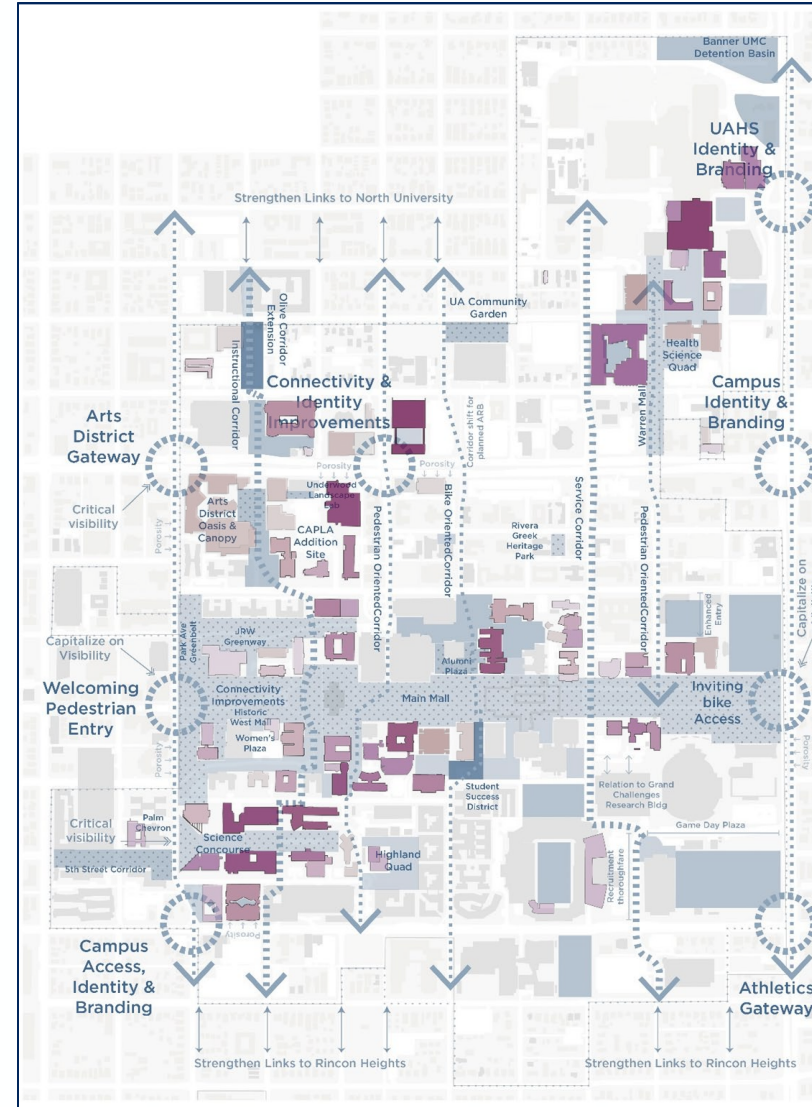 Banner UMC
Detention Basin
UAHS
Identity &
Branding
Strengthen Links to North University
Olive Corridor
Extension
Instructional Corridor
UA Community
Garden
Health
Science
Quad
Warren Mall
Connectivity &
Identity
Improvements
Campus
Identity &
Branding
Arts
District
Gateway
Corridor shift for
planned ARB
Porosity
Porosity
Critical
visibility
Porosity
Arts
District
Oasis &
Canopy
Underwood
Landscape
Lab
CAPLA
Addition
Site
Pedestrian OrientedCorridor
Bike OrientedCorridor
Rivera
Greek
Heritage
Park
Service Corridor
Pedestrian OrientedCorridor
Capitalize on
Enhanced
Entry
Park Ave
Greenbelt
JRW
Greenway
Alumni
Plaza
Capitalize on
Visibility
Welcoming
Pedestrian
Entry
Connectivity
Improvements
Historic
West Mall
Women's
Plaza
Main Mall
Inviting
bike
Access
Porosity
Porosity
Student
Success
District
Relation to Grand
Challenges
Research Bldg
Palm
Chevron
Critical
visibility
Science
Concourse
5th Street Corridor
Highland
Quad
Game Day Plaza
Recruitment
thoroughfare
Porosity
Campus
Access,
Identity &
Branding
Athletics
Gateway
Strengthen Links to Rincon Heights
Strengthen Links to Rincon Heights